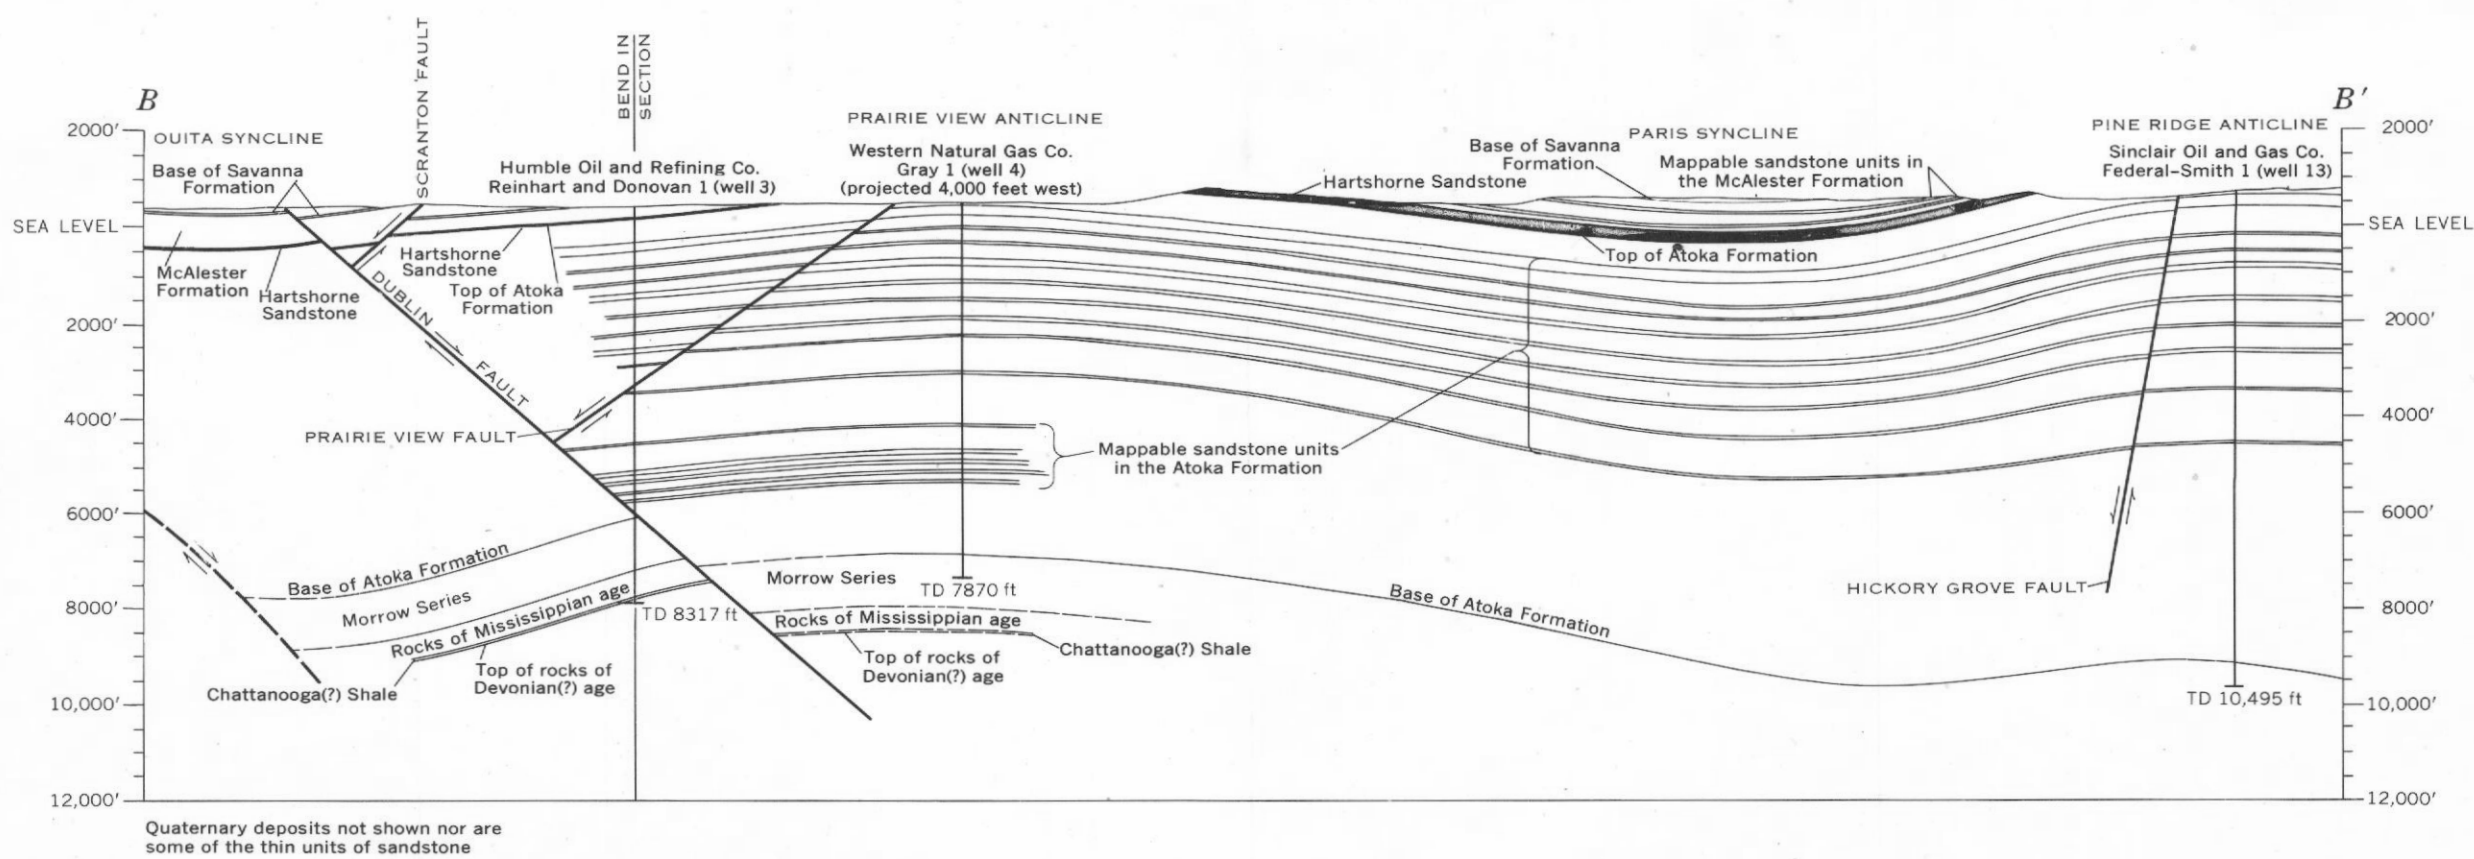 B
B'
SCRANTON FAULT
BEND IN
SECTION
OUITA SYNCLINE
PRAIRIE VIEW ANTICLINE
PARIS SYNCLINE
PINE RIDGE ANTICLINE
2000'
SEA LEVEL
2000'
4000'
6000'
8000'
10,000'
12,000'
Base of Savanna
Formation
Humble Oil and Refining Co.
Reinhart and Donovan 1 (well 3)
Western Natural Gas Co.
Gray 1 (well 4)
(projected 4,000 feet west)
Hartshorne Sandstone
Base of Savanna
Formation
Mappable sandstone units in
the McAlester Formation
Sinclair Oil and Gas Co.
Federal-Smith 1 (well 13)
2000'
SEA LEVEL
2000'
4000'
6000'
8000'
10,000'
12,000'
McAlester
Formation
Hartshorne
Sandstone
Hartshorne
Sandstone
Top of Atoka
Formation
Top of Atoka Formation
DUBLIN FAULT
PRAIRIE VIEW FAULT
Mappable sandstone units
in the Atoka Formation
Base of Atoka Formation
Morrow Series
Rocks of Mississippian age
Chattanooga(?) Shale
Top of rocks of
Devonian(?) age
TD 8317 ft
Morrow Series
TD 7870 ft
Rocks of Mississippian age
Chattanooga(?) Shale
Top of rocks of
Devonian(?) age
Base of Atoka Formation
HICKORY GROVE FAULT
TD 10,495 ft
Quaternary deposits not shown nor are
some of the thin units of sandstone